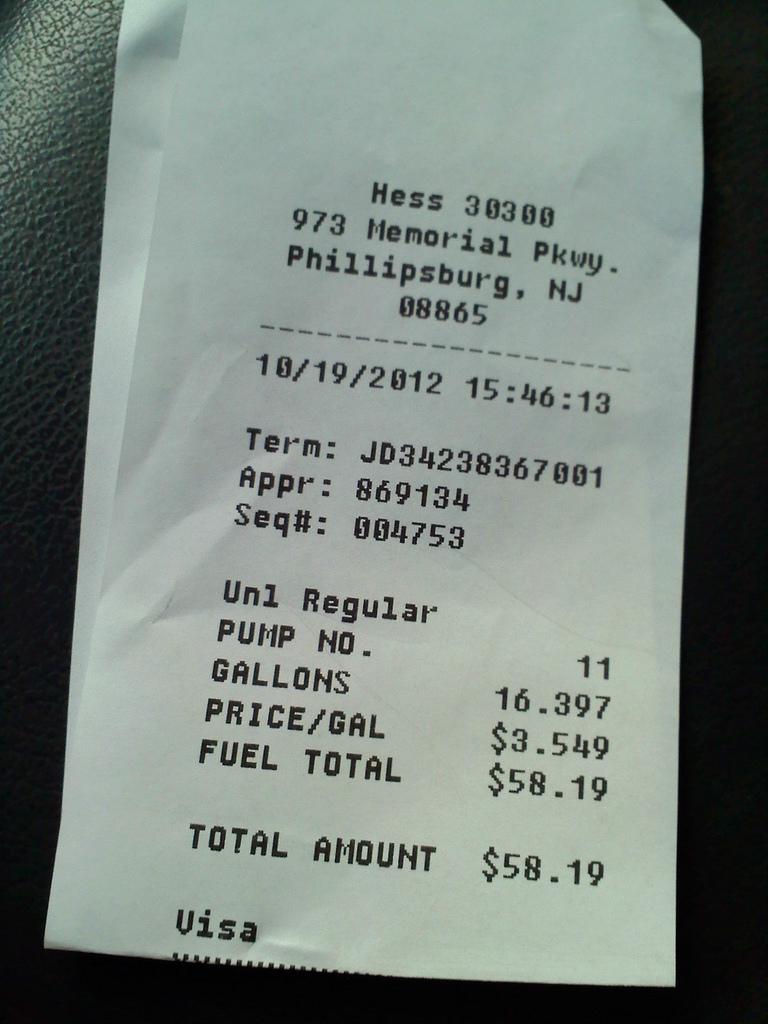 Hess 30300
973 Memorial Pkwy.
Phillipsburg, NJ
08865
--------------------
10/19/2012 15:46:13
Term: JD34238367001
Appr: 869134
Seq#: 004753
Unl Regular
PUMP NO. 11
GALLONS 16.397
PRICE/GAL $3.549
FUEL TOTAL $58.19
TOTAL AMOUNT $58.19
Visa